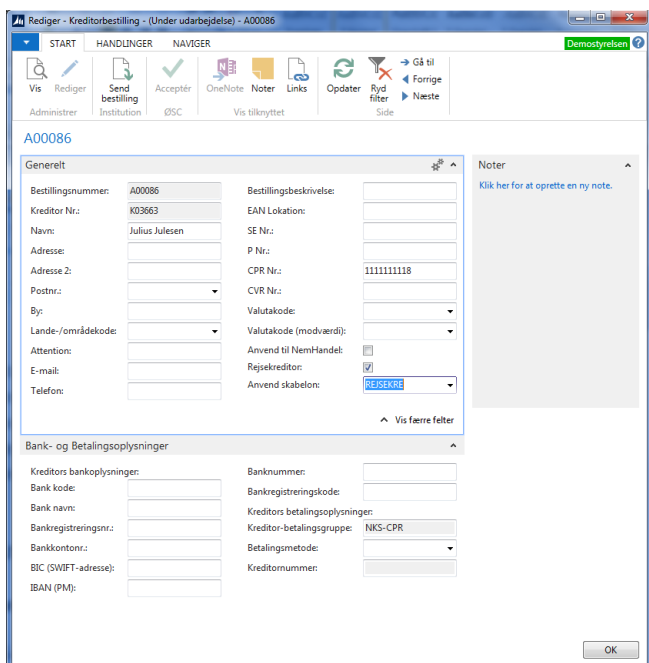 Rediger - Kreditorbestilling - (Under udarbejdelse) - A00086
START HANDLINGER NAVIGER Demostyrelsen
Vis Rediger Send bestilling Acceptér OneNote Noter Links Opdater Ryd filter
Gå til
Forrige
Næste
Administrer Institution ØSC Vis tilknyttet Side
A00086
Generelt
Bestillingsnummer: A00086
Kreditor Nr.: K03663
Navn: Julius Julesen
Adresse:
Adresse 2:
Postnr.:
By:
Lande-/områdekode:
Attention:
E-mail:
Telefon:
Bestillingsbeskrivelse:
EAN Lokation:
SE Nr.:
P Nr.:
CPR Nr.: 1111111118
CVR Nr.:
Valutakode:
Valutakode (modværdi):
Anvend til NemHandel:
Rejsekreditor:
Anvend skabelon: REJSEKRE
Vis færre felter
Bank- og Betalingsoplysninger
Kreditors bankoplysninger:
Bank kode:
Bank navn:
Bankregistreringsnr.:
Bankkontonr.:
BIC (SWIFT-adresse):
IBAN (PM):
Banknummer:
Bankregistreringskode:
Kreditors betalingsoplysninger:
Kreditor-betalingsgruppe: NKS-CPR
Betalingsmetode:
Kreditornummer:
Noter
Klik her for at oprette en ny note.
OK